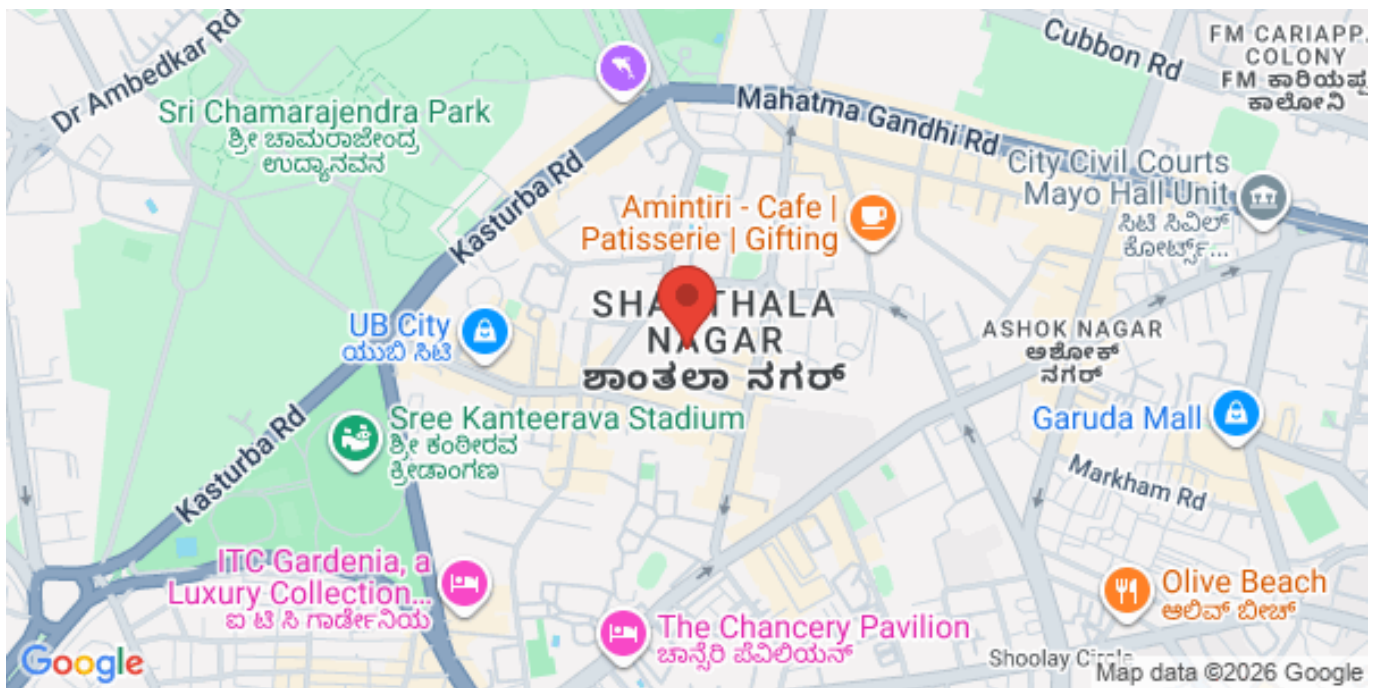 Dr Ambedkar Rd
Sri Chamarajendra Park
ಶ್ರೀ ಚಾಮರಾಜೇಂದ್ರ
ಉದ್ಯಾನವನ
Kasturba Rd
Mahatma Gandhi Rd
Cubbon Rd
FM CARIAPP
COLONY
FM ಕಾರಿಯಪ್ಪ
ಕಾಲೋನಿ
City Civil Courts
Mayo Hall Unit
ಸಿಟಿ ಸಿವಿಲ್
ಕೋರ್ಟ್ಸ್...
Amintiri - Cafe |
Patisserie | Gifting
NAGAR
ಶಾಂತಲಾ ನಗರ್
UB City
ಯುಬಿ ಸಿಟಿ
ASHOK NAGAR
ಅಶೋಕ್
ನಗರ್
Sree Kanteerava Stadium
ಶ್ರೀ ಕಂಠೀರವ
ಕ್ರೀಡಾಂಗಣ
Garuda Mall
Kasturba Rd
Markham Rd
ITC Gardenia, a
Luxury Collection...
ಐ ಟಿ ಸಿ ಗಾರ್ಡೇನಿಯ
The Chancery Pavilion
ಚಾನ್ಸೆರಿ ಪೆವಿಲಿಯನ್
Olive Beach
ಆಲಿವ್ ಬೀಚ್
Shoolay Circle
Google
Map data ©2026 Google